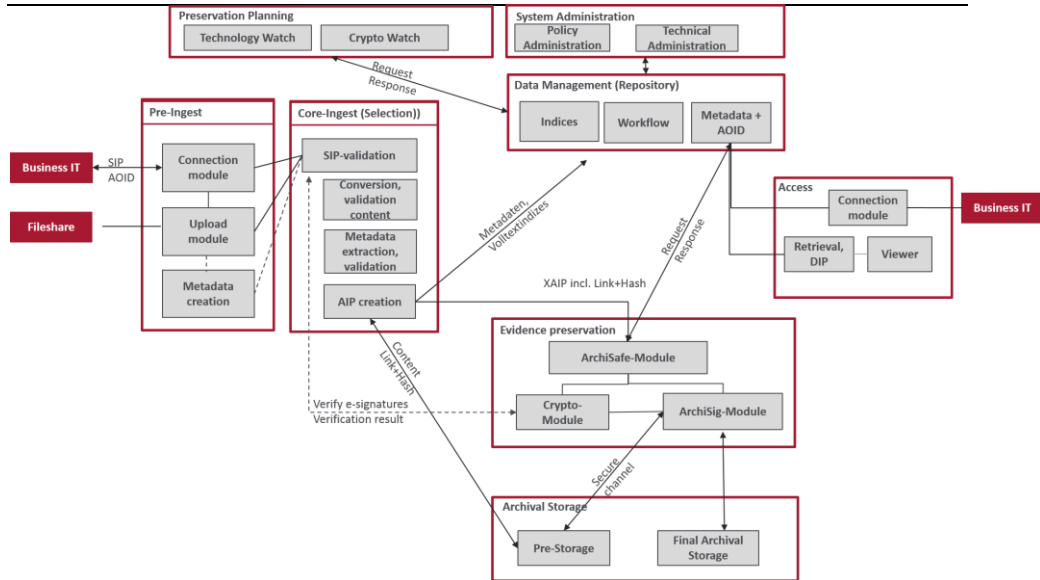 Preservation Planning
Technology Watch
Crypto Watch
System Administration
Policy
Administration
Technical
Administration
Request
Response
Data Management (Repository)
Indices
Workflow
Metadata +
AOID
Pre-Ingest
Connection
module
Upload
module
Metadata
creation
Core-Ingest (Selection))
SIP-validation
Conversion,
validation
content
Metadata
extraction,
validation
AIP creation
Business IT
SIP
AOID
Fileshare
Metadaten,
Volltextindizes
Request
Response
Access
Connection
module
Retrieval,
DIP
Viewer
Business IT
XAIP incl. Link+Hash
Evidence preservation
ArchiSafe-Module
Crypto-
Module
ArchiSig-Module
Content
Link+Hash
Verify e-signatures
Verification result
Secure
channel
Archival Storage
Pre-Storage
Final Archival
Storage